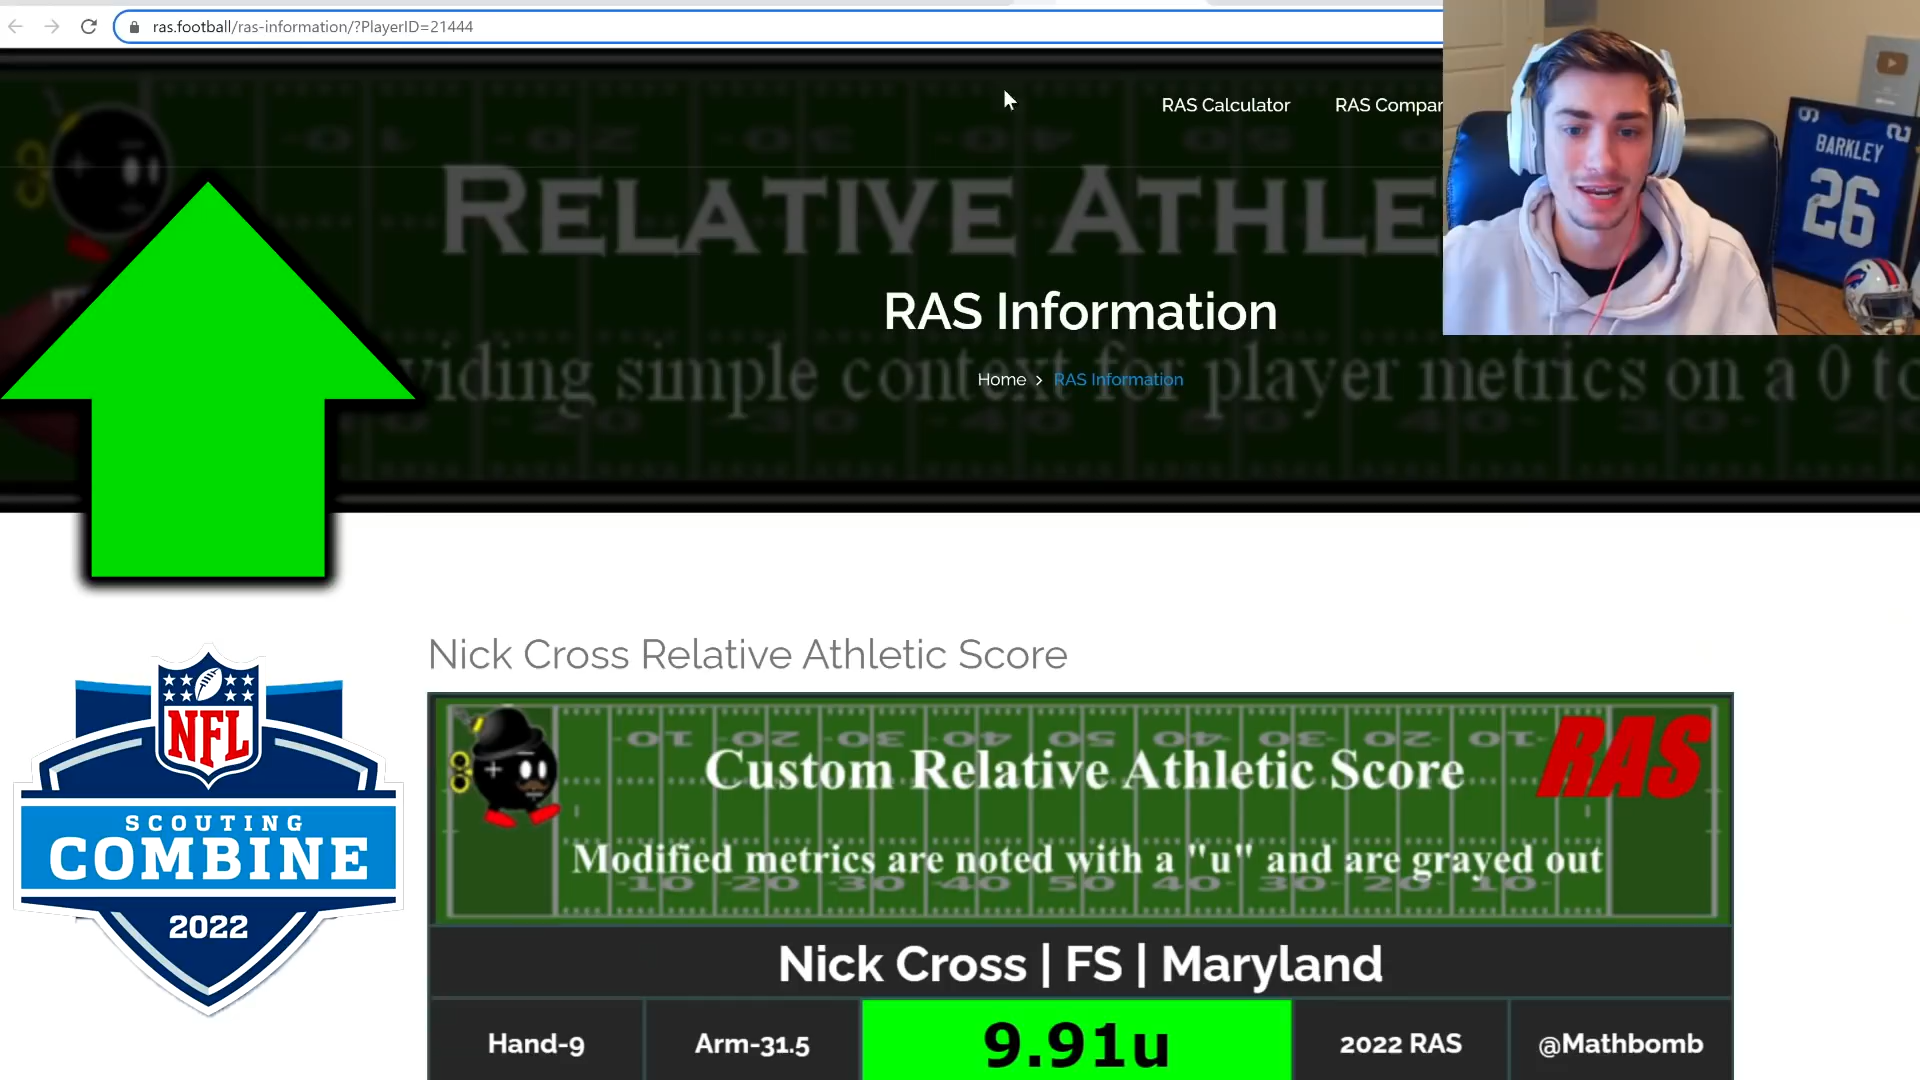 ras.football/ras-information/?PlayerID=21444
RAS Calculator
RAS Compar
BARKLEY
26
RELATIVE ATHLE
RAS Information
viding simple context for player metrics on a 0 to
Home > RAS Information
Nick Cross Relative Athletic Score
Custom Relative Athletic Score
RAS
Modified metrics are noted with a "u" and are grayed out
NFL
SCOUTING
COMBINE
2022
Nick Cross | FS | Maryland
Hand-9
Arm-31.5
9.91u
2022 RAS
@Mathbomb